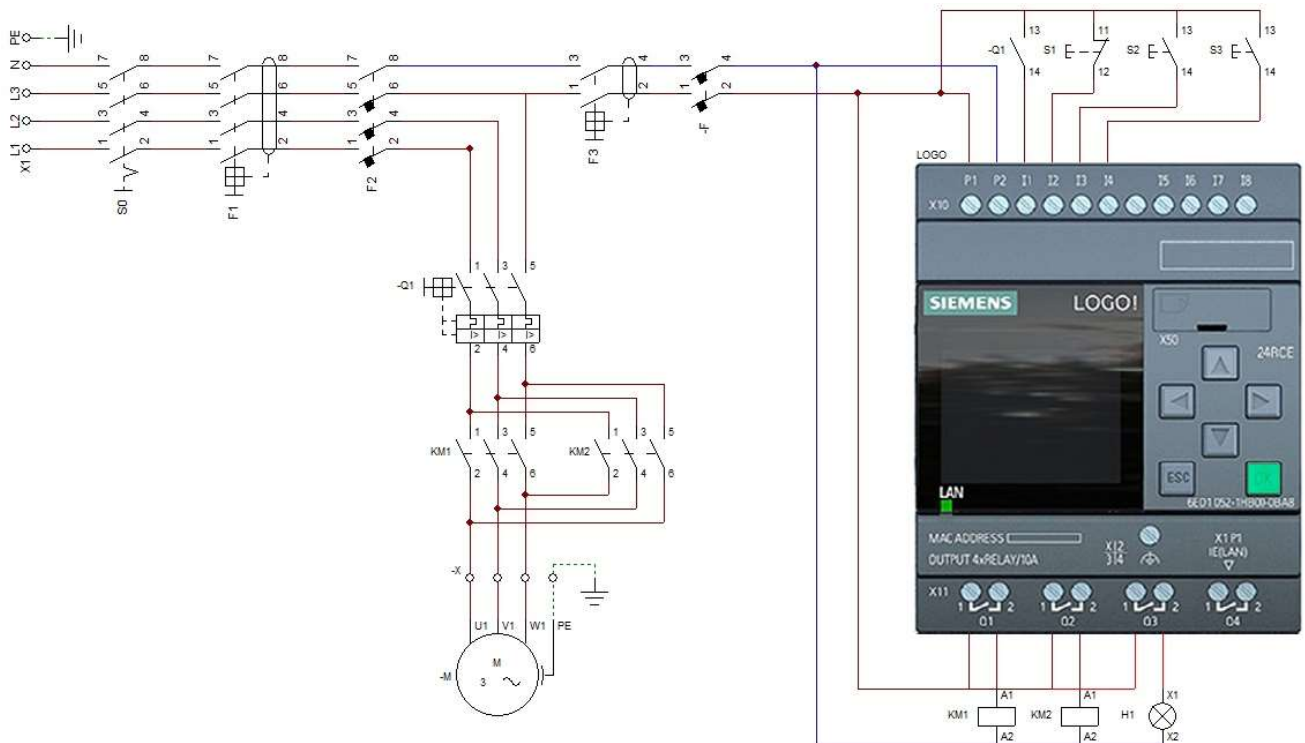 PE
N
L3
L2
L1
X1
7 8 7 8 7 8 3 4 3 4
5 6 5 6 5 6 1 2 1 2
3 4 3 4 3 4
1 2 1 2 1 2
S0
F1
F2
F3
-F
13 11 13 13
-Q1 S1 S2 S3
14 12 14 14
LOGO
P1 P2 I1 I2 I3 I4 I5 I6 I7 I8
X10
SIEMENS LOGO!
X50
24RCE
ESC
OK
LAN
6ED1 052-1HB00-0BA8
MAC ADDRESS
OUTPUT 4xRELAY/10A
X1 P1
IE(LAN)
X11
1 2 1 2 1 2 1 2
Q1 Q2 Q3 Q4
1 3 5
-Q1
I> I> I>
2 4 6
1 3 5 1 3 5
KM1 KM2
2 4 6 2 4 6
-X
U1 V1 W1 PE
-M
M
3
A1 A1 X1
KM1 KM2 H1
A2 A2 X2